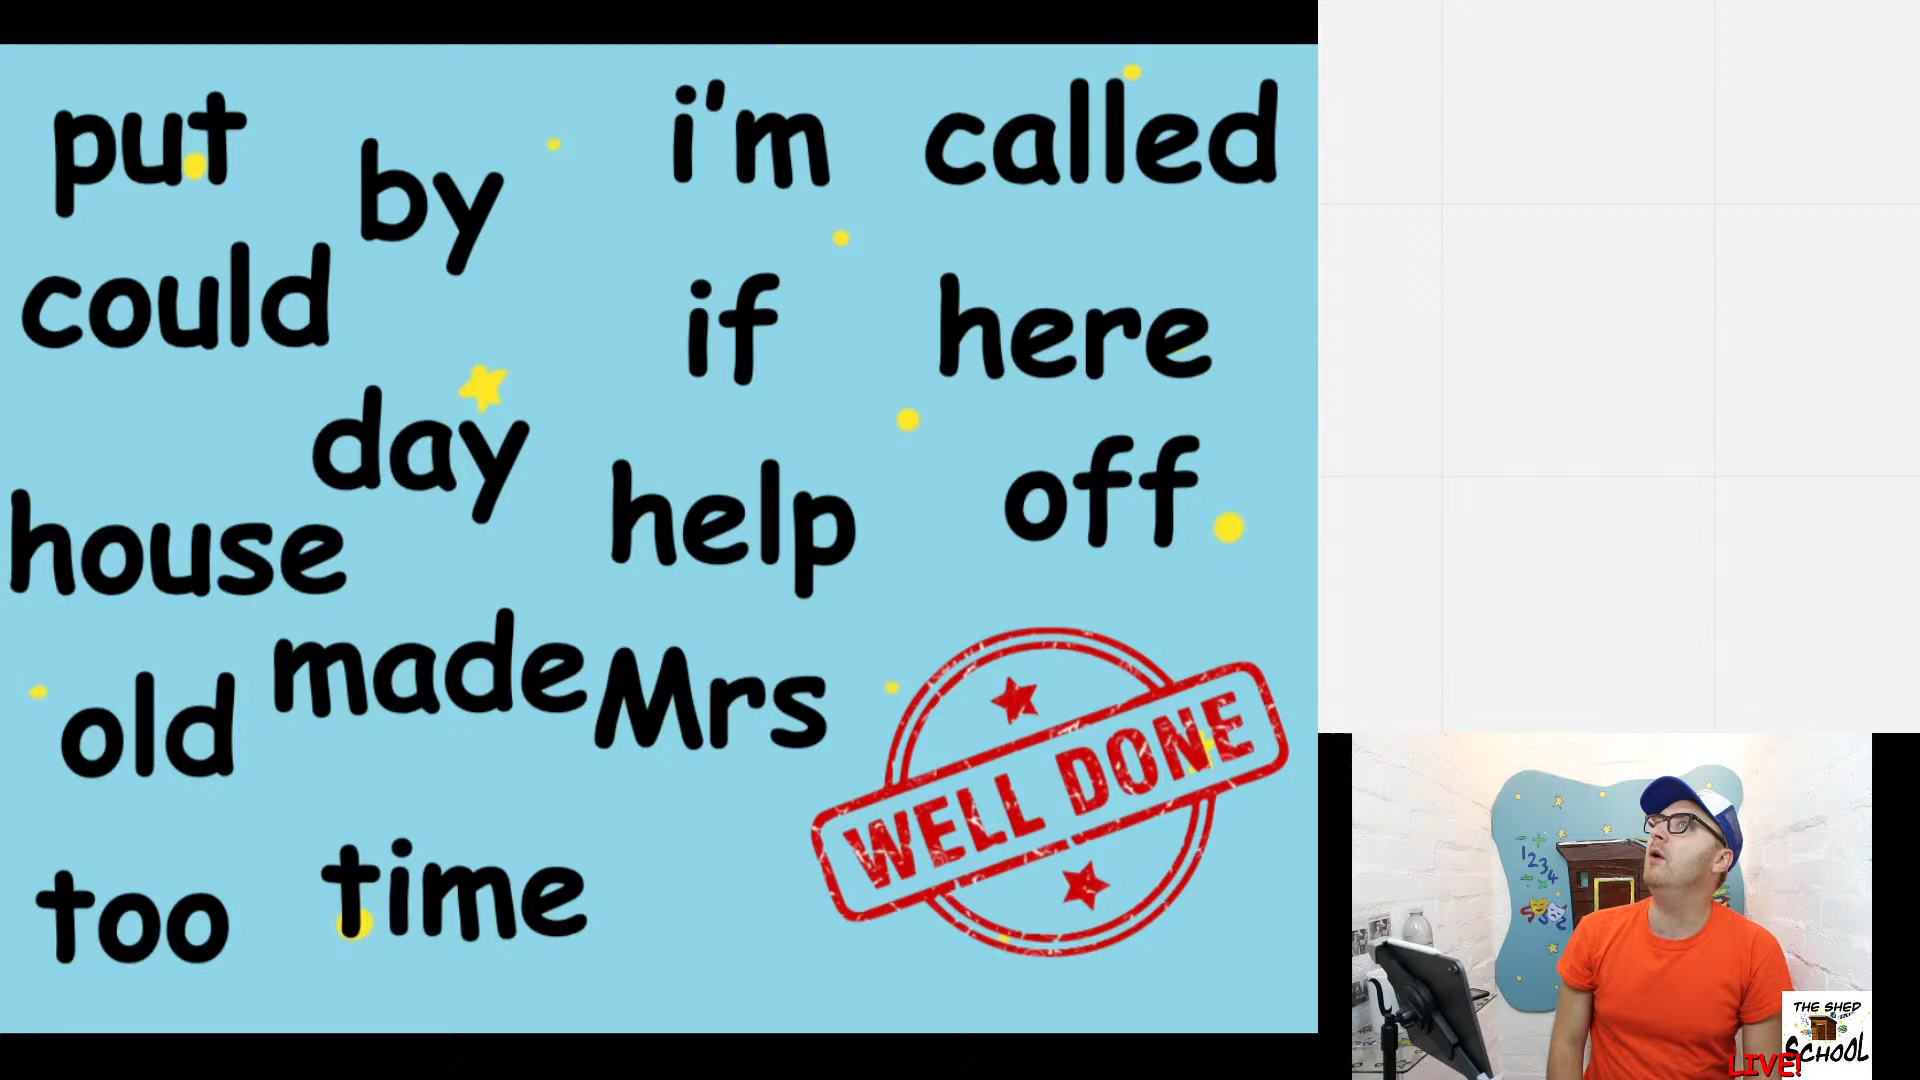 put
by
i'm
called
could
if
here
day
help
off
house
made
Mrs
old
too
time
WELL DONE
1234
THE SHED
SCHOOL
LIVE!